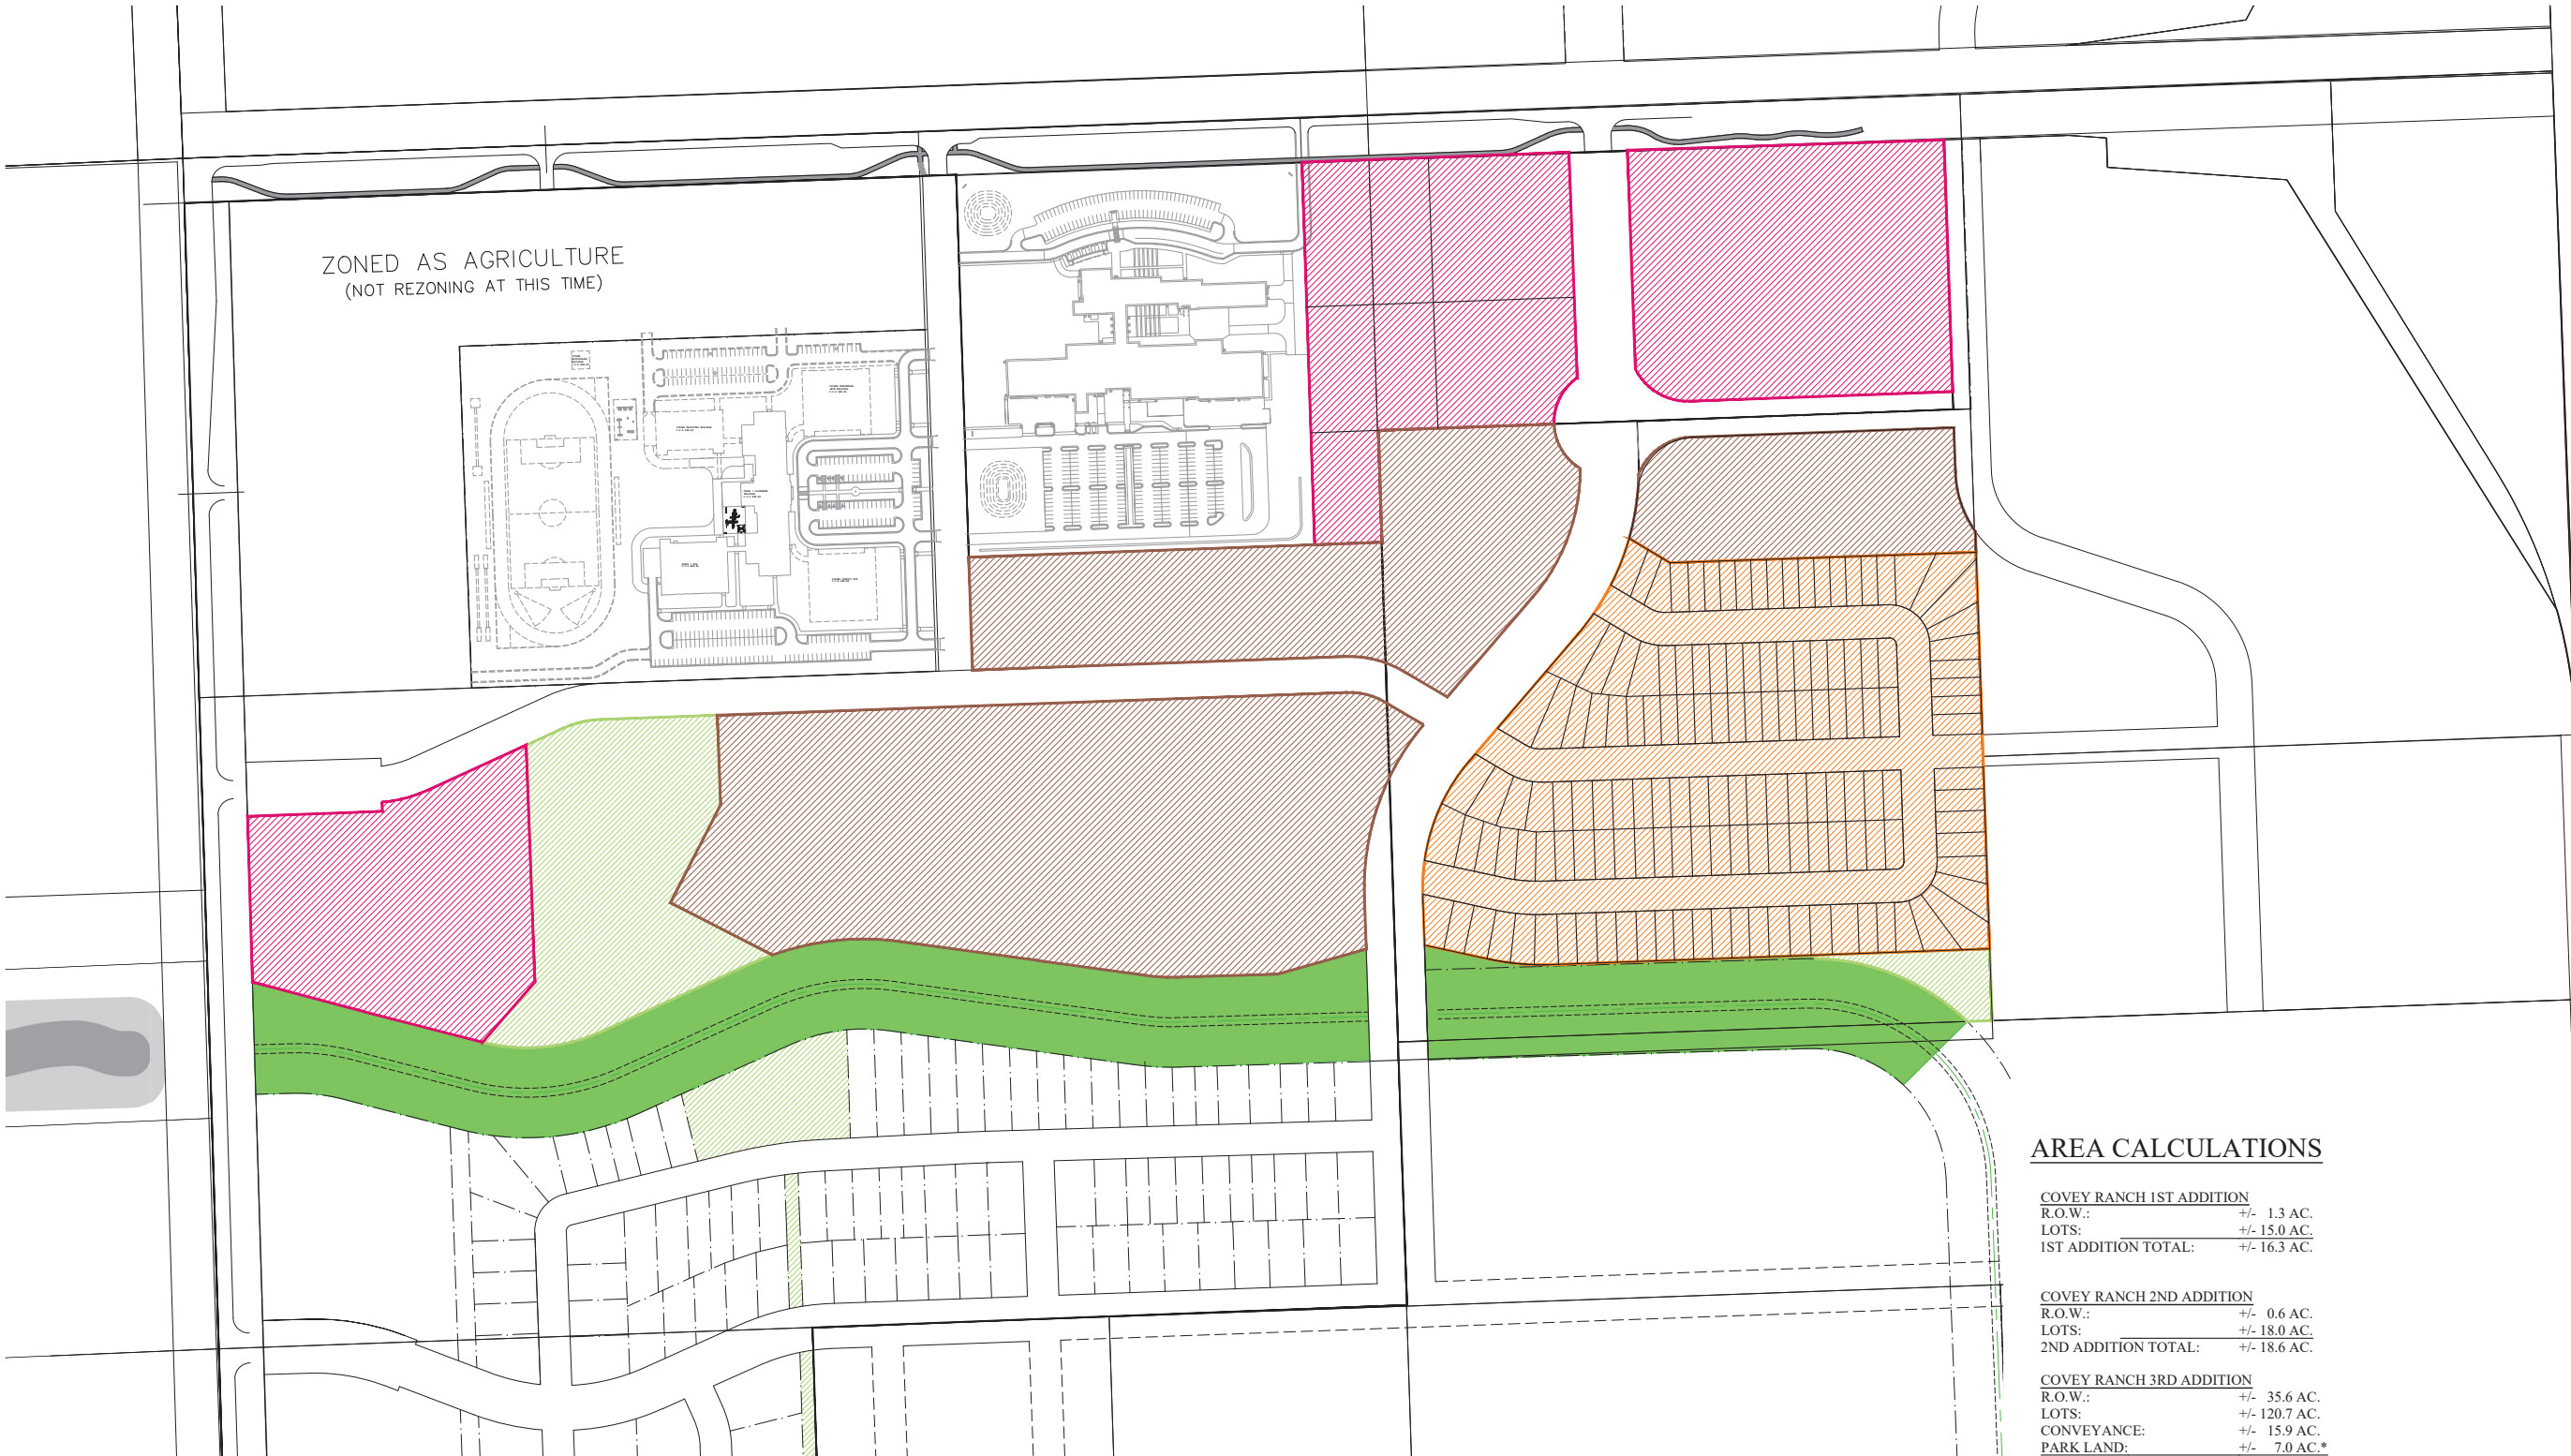 ZONED AS AGRICULTURE
(NOT REZONING AT THIS TIME)
AREA CALCULATIONS
COVEY RANCH 1ST ADDITION
R.O.W.: +/- 1.3 AC.
LOTS: +/- 15.0 AC.
1ST ADDITION TOTAL: +/- 16.3 AC.
COVEY RANCH 2ND ADDITION
R.O.W.: +/- 0.6 AC.
LOTS: +/- 18.0 AC.
2ND ADDITION TOTAL: +/- 18.6 AC.
COVEY RANCH 3RD ADDITION
R.O.W.: +/- 35.6 AC.
LOTS: +/- 120.7 AC.
CONVEYANCE: +/- 15.9 AC.
PARK LAND: +/- 7.0 AC.*